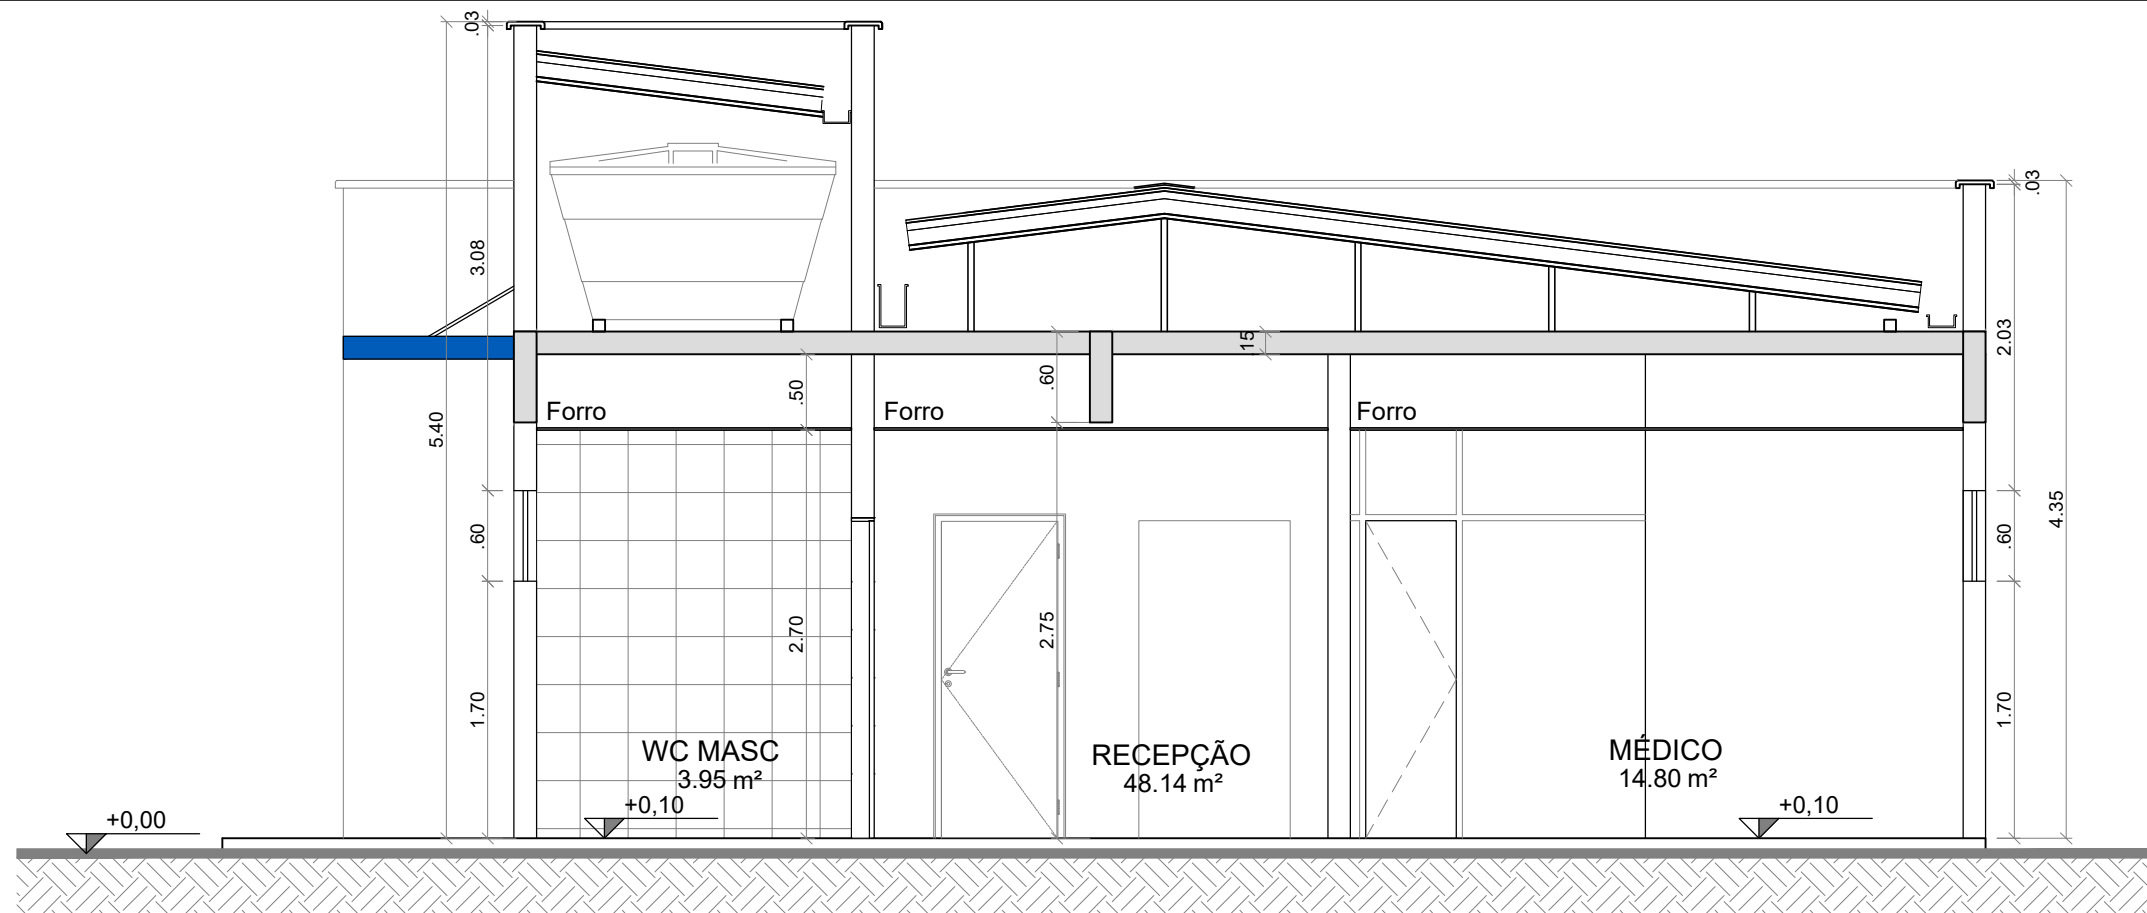 .03
.03
3.08
2.03
15
.60
.50
Forro
Forro
Forro
5.40
4.35
.60
.60
2.75
2.70
1.70
1.70
WC MASC
3.95 m²
RECEPÇÃO
48.14 m²
MÉDICO
14.80 m²
+0,00
+0,10
+0,10